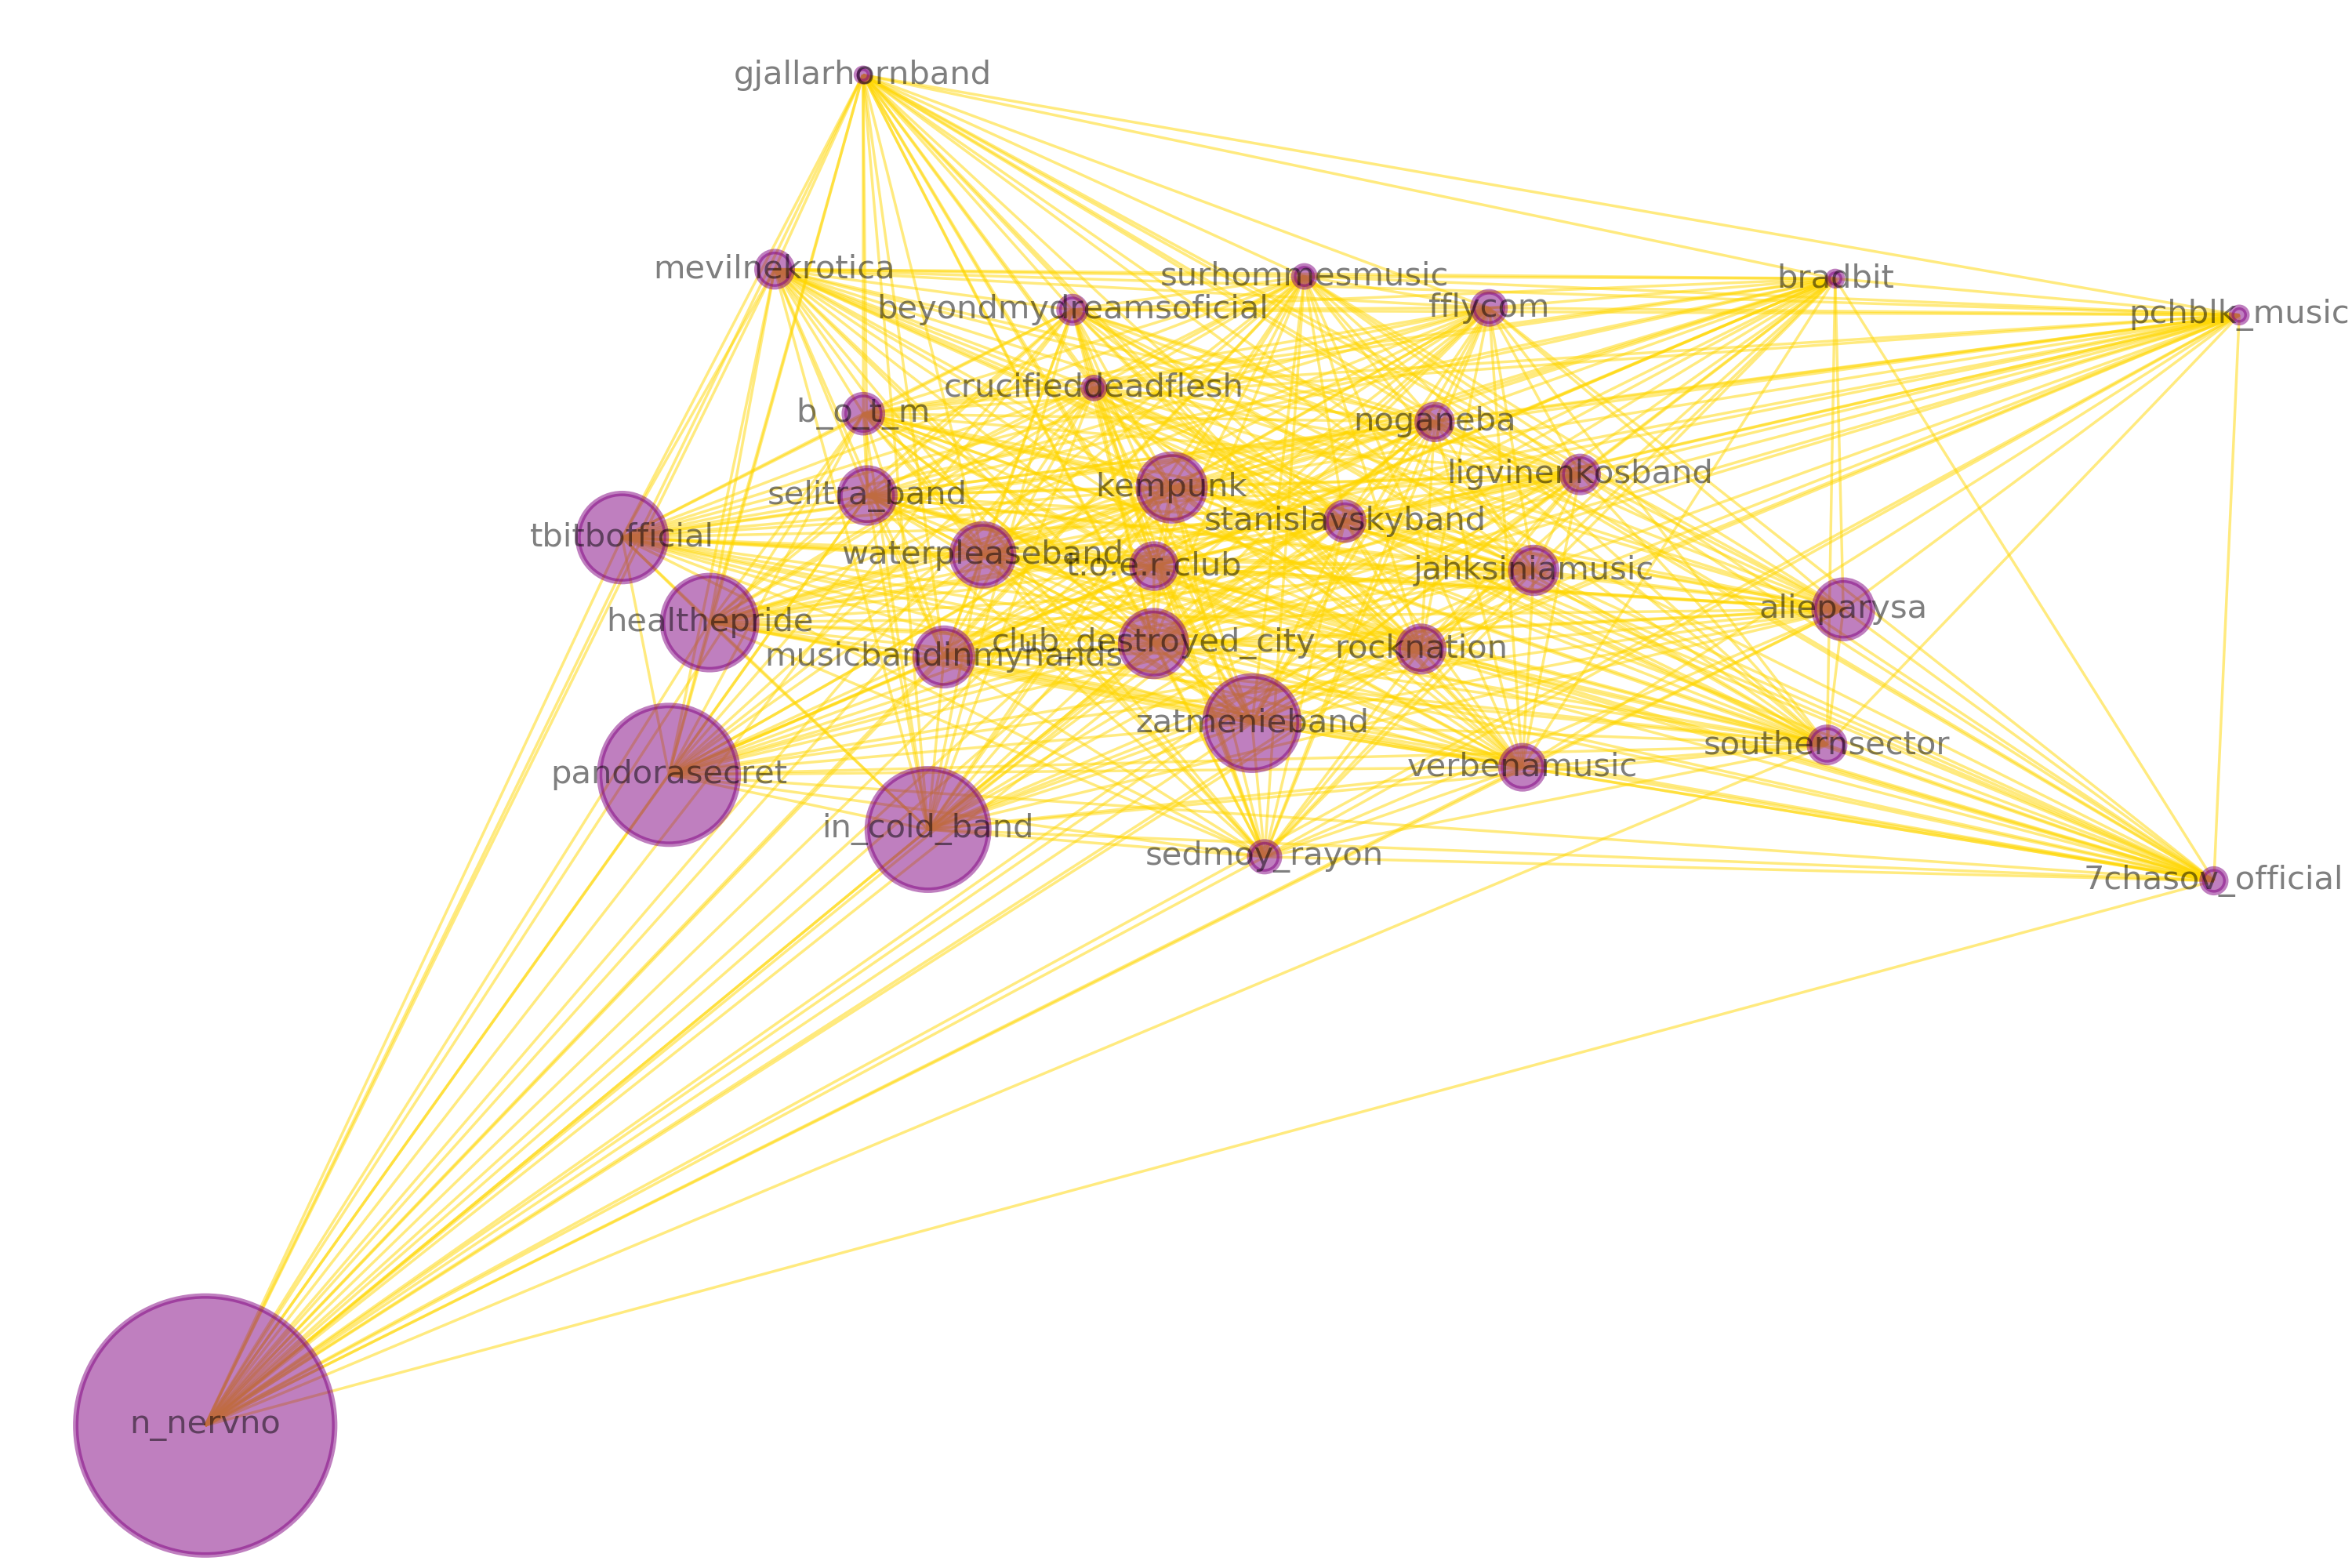 gjallarhornband
mevilnekrotica
surhommesmusic
bradbit
beyondmydreamsoficial
fflycom
pchblk_music
crucifieddeadflesh
b_o_t_m
noganeba
selitra_band
kempunk
ligvinenkosband
stanislavskyband
tbitbofficial
waterpleaseband
t.o.e.r.club
jahksiniamusic
alieparysa
healthepride
musicbandinmyhands
club_destroyed_city
rocknation
zatmenieband
southernsector
pandorasecret
verbenamusic
in_cold_band
sedmoy_rayon
7chasov_official
n_nervno